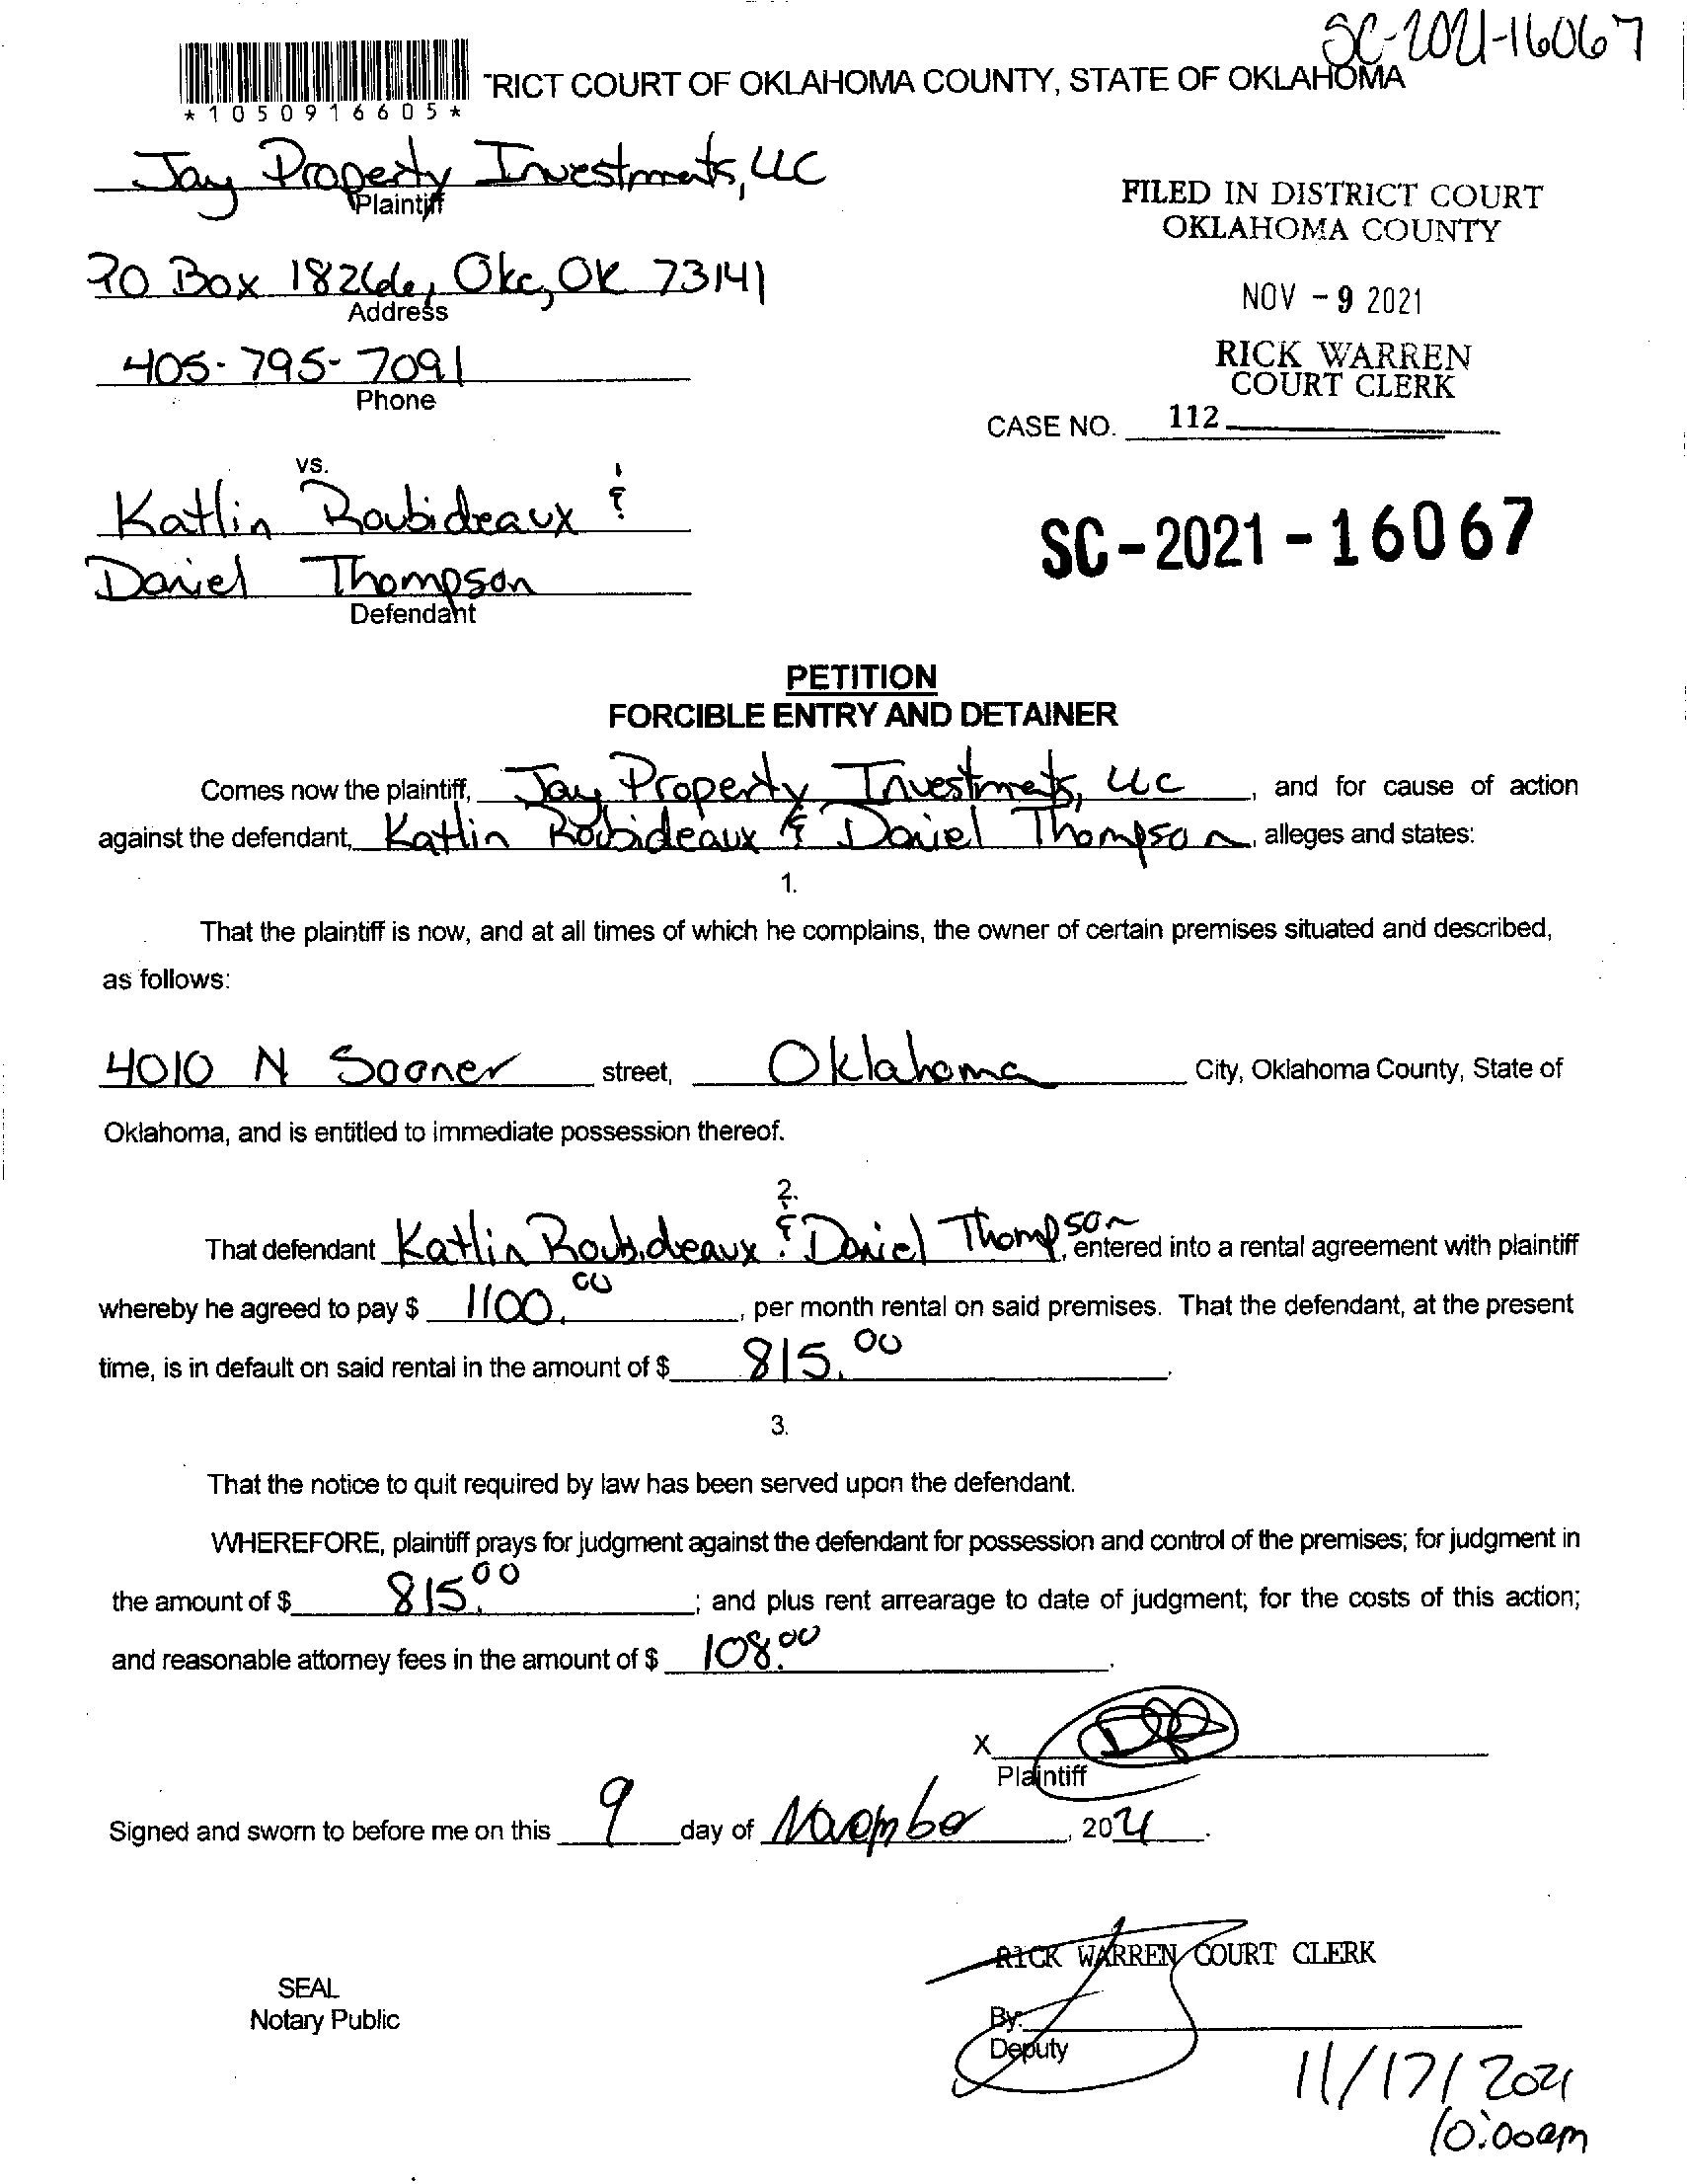 SC-2021-16067
*1050916605*
RICT COURT OF OKLAHOMA COUNTY, STATE OF OKLAHOMA
Jay Property Investments, LLC
Plaintiff
FILED IN DISTRICT COURT
OKLAHOMA COUNTY
PO Box Okc, OK 73141
Address
NOV - 9 2021
405-795-7091
Phone
RICK WARREN
COURT CLERK
CASE NO. 112
vs.
Katlin Roubideaux &
SC-2021-16067
Daniel Thompson
Defendant
PETITION
FORCIBLE ENTRY AND DETAINER
Comes now the plaintiff, Jay Property Investmets, LLC, and for cause of action
against the defendant, Katlin Robideaux & Daniel Thompson, alleges and states:
1.
That the plaintiff is now, and at all times of which he complains, the owner of certain premises situated and described,
as follows:
4010 N Sooner street, Oklahoma City, Oklahoma County, State of
Oklahoma, and is entitled to immediate possession thereof.
2.
That defendant Katlin Roubideaux & Daniel Thompson, entered into a rental agreement with plaintiff
whereby he agreed to pay $ 1100.00, per month rental on said premises. That the defendant, at the present
time, is in default on said rental in the amount of $ 815.00.
3.
That the notice to quit required by law has been served upon the defendant.
WHEREFORE, plaintiff prays for judgment against the defendant for possession and control of the premises; for judgment in
the amount of $ 815.00; and plus rent arrearage to date of judgment; for the costs of this action;
and reasonable attorney fees in the amount of $ 108.00.
X
Plaintiff
Signed and sworn to before me on this 9 day of November, 2021.
RICK WARREN COURT CLERK
SEAL
Notary Public
By:
Deputy
11/17/2021
10:00am